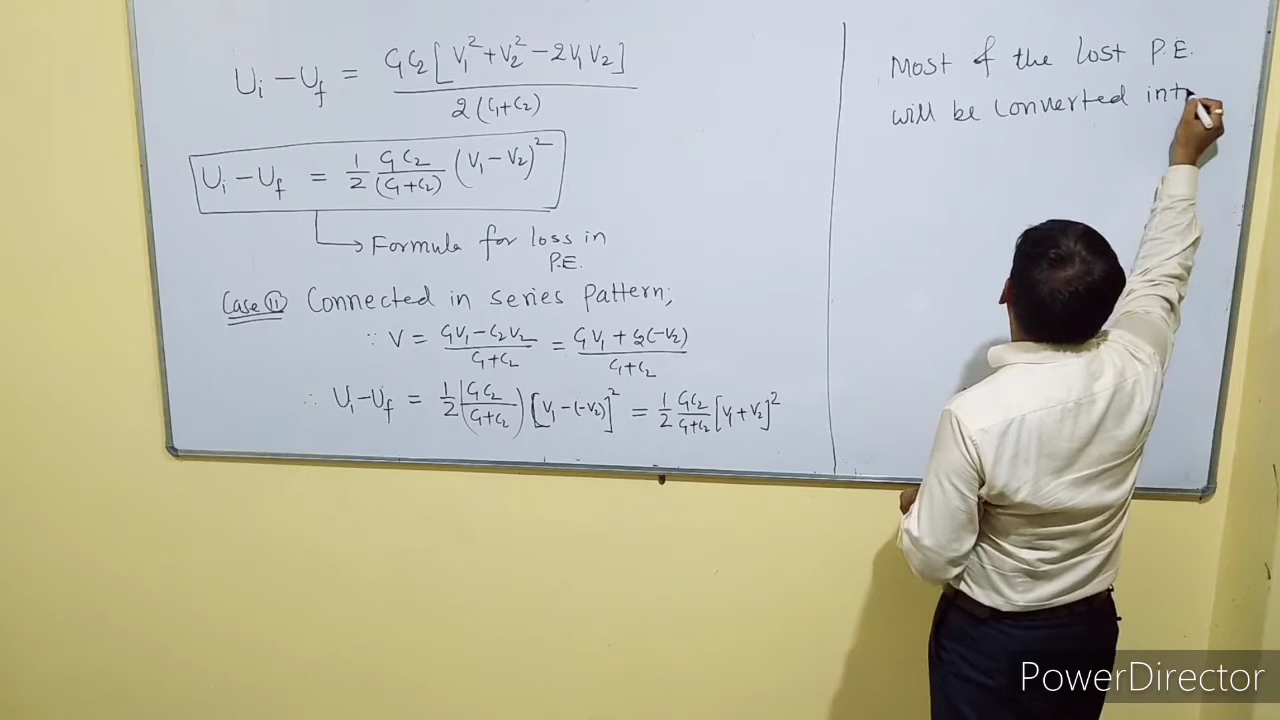 Ui - Uf = C1C2[V1² + V2² - 2V1V2] / 2(C1+C2)
Ui - Uf = 1/2 C1C2/(C1+C2) (V1 - V2)²
→ Formula for loss in
P.E.
Case (II) Connected in series pattern;
∵ V = C1V1 - C2V2 / C1+C2 = C1V1 + C2(-V2) / C1+C2
∴ Ui - Uf = 1/2 (C1C2/C1+C2) [V1 - (-V2)]² = 1/2 C1C2/C1+C2 [V1 + V2]²
Most of the lost P.E.
will be converted int
PowerDirector